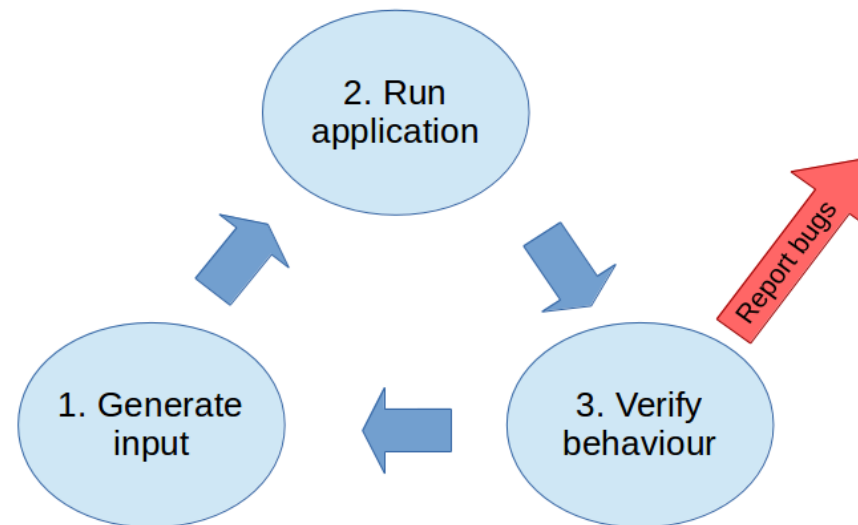 2. Run
application
Report bugs
1. Generate
input
3. Verify
behaviour